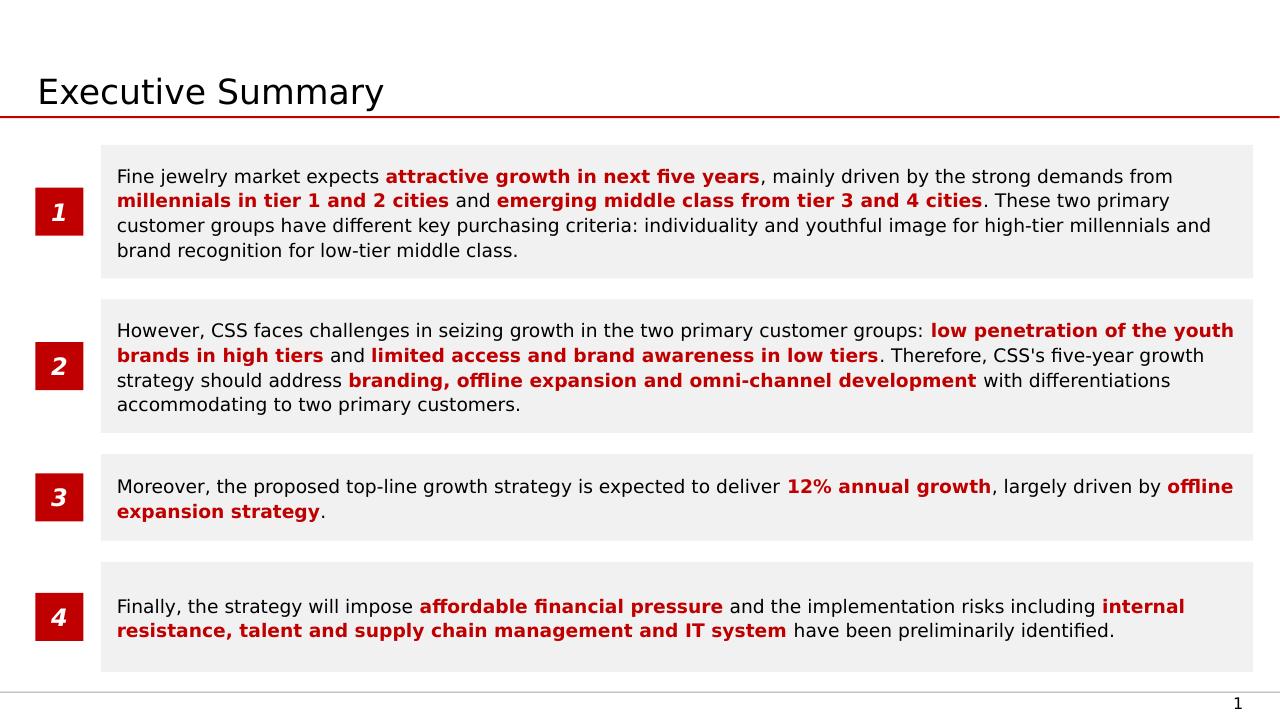 Executive Summary
1
Fine jewelry market expects attractive growth in next five years, mainly driven by the strong demands from
millennials in tier 1 and 2 cities and emerging middle class from tier 3 and 4 cities. These two primary
customer groups have different key purchasing criteria: individuality and youthful image for high-tier millennials and
brand recognition for low-tier middle class.
2
However, CSS faces challenges in seizing growth in the two primary customer groups: low penetration of the youth
brands in high tiers and limited access and brand awareness in low tiers. Therefore, CSS's five-year growth
strategy should address branding, offline expansion and omni-channel development with differentiations
accommodating to two primary customers.
3
Moreover, the proposed top-line growth strategy is expected to deliver 12% annual growth, largely driven by offline
expansion strategy.
4
Finally, the strategy will impose affordable financial pressure and the implementation risks including internal
resistance, talent and supply chain management and IT system have been preliminarily identified.
1